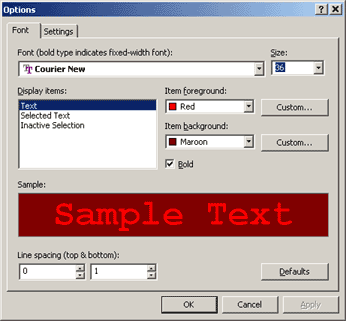 Options
Font Settings
Font (bold type indicates fixed-width font): Size:
Courier New 36
Display items: Item foreground:
Text Red Custom...
Selected Text
Inactive Selection Item background:
Maroon Custom...
Bold
Sample:
Sample Text
Line spacing (top & bottom):
0 1 Defaults
OK Cancel Apply